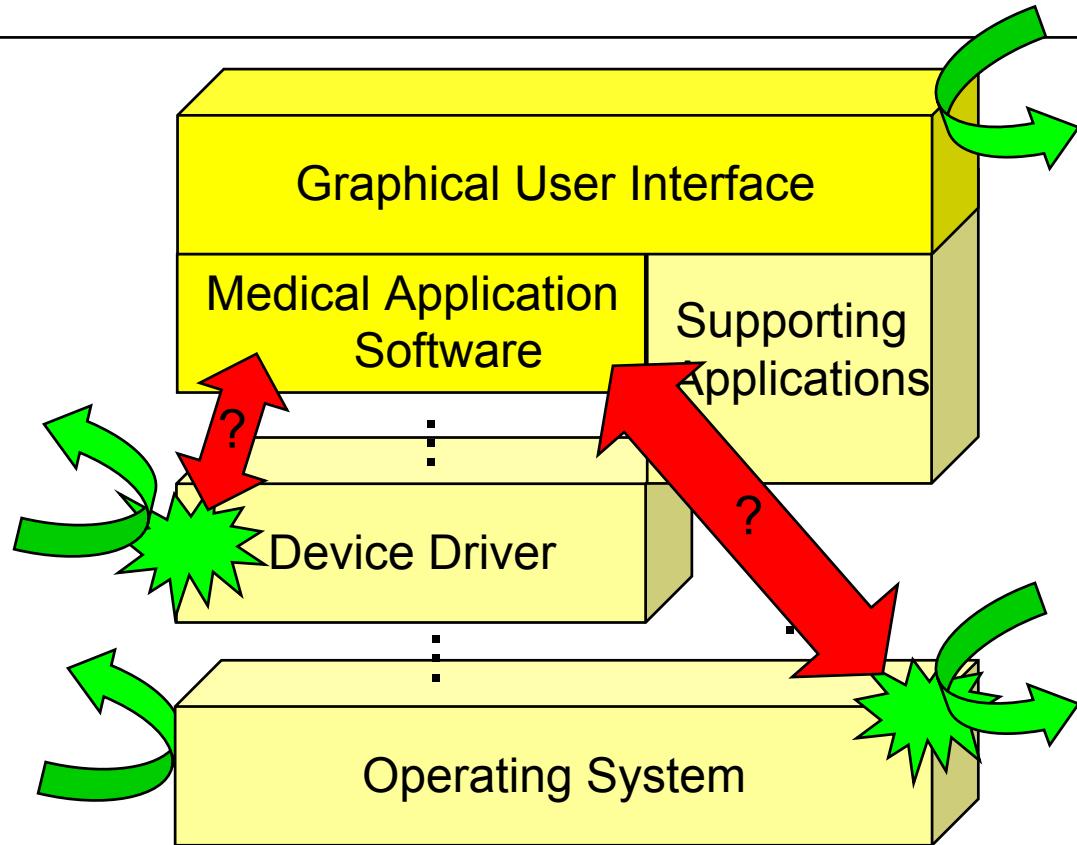 Graphical User Interface
Medical Application
Software
Supporting
Applications
?
?
Device Driver
Operating System